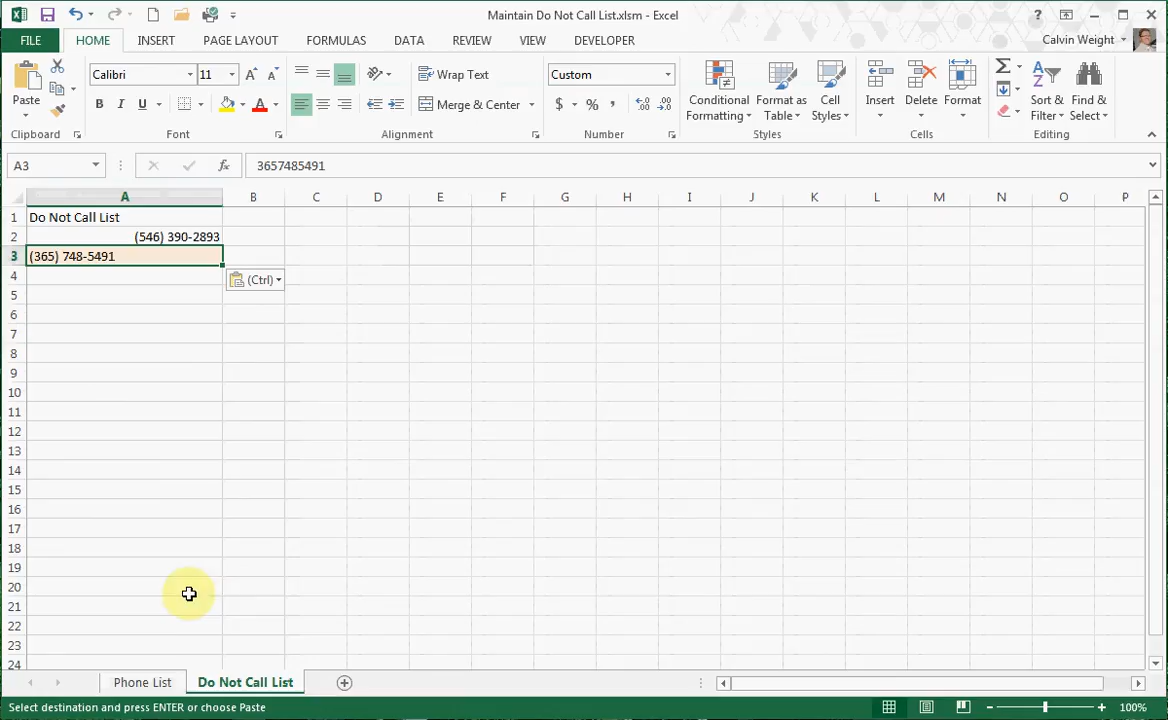 Maintain Do Not Call List.xlsm - Excel
?
FILE HOME INSERT PAGE LAYOUT FORMULAS DATA REVIEW VIEW DEVELOPER Calvin Weight
Calibri 11 Wrap Text Custom
Paste B I U Merge & Center $ % , Conditional Formatting Format as Table Cell Styles Insert Delete Format Sort & Filter Find & Select
Clipboard Font Alignment Number Styles Cells Editing
A3 fx 3657485491
A B C D E F G H I J K L M N O P
1 Do Not Call List
2 (546) 390-2893
3 (365) 748-5491
4 (Ctrl)
5
6
7
8
9
10
11
12
13
14
15
16
17
18
19
20
21
22
23
24
Phone List Do Not Call List
Select destination and press ENTER or choose Paste 100%